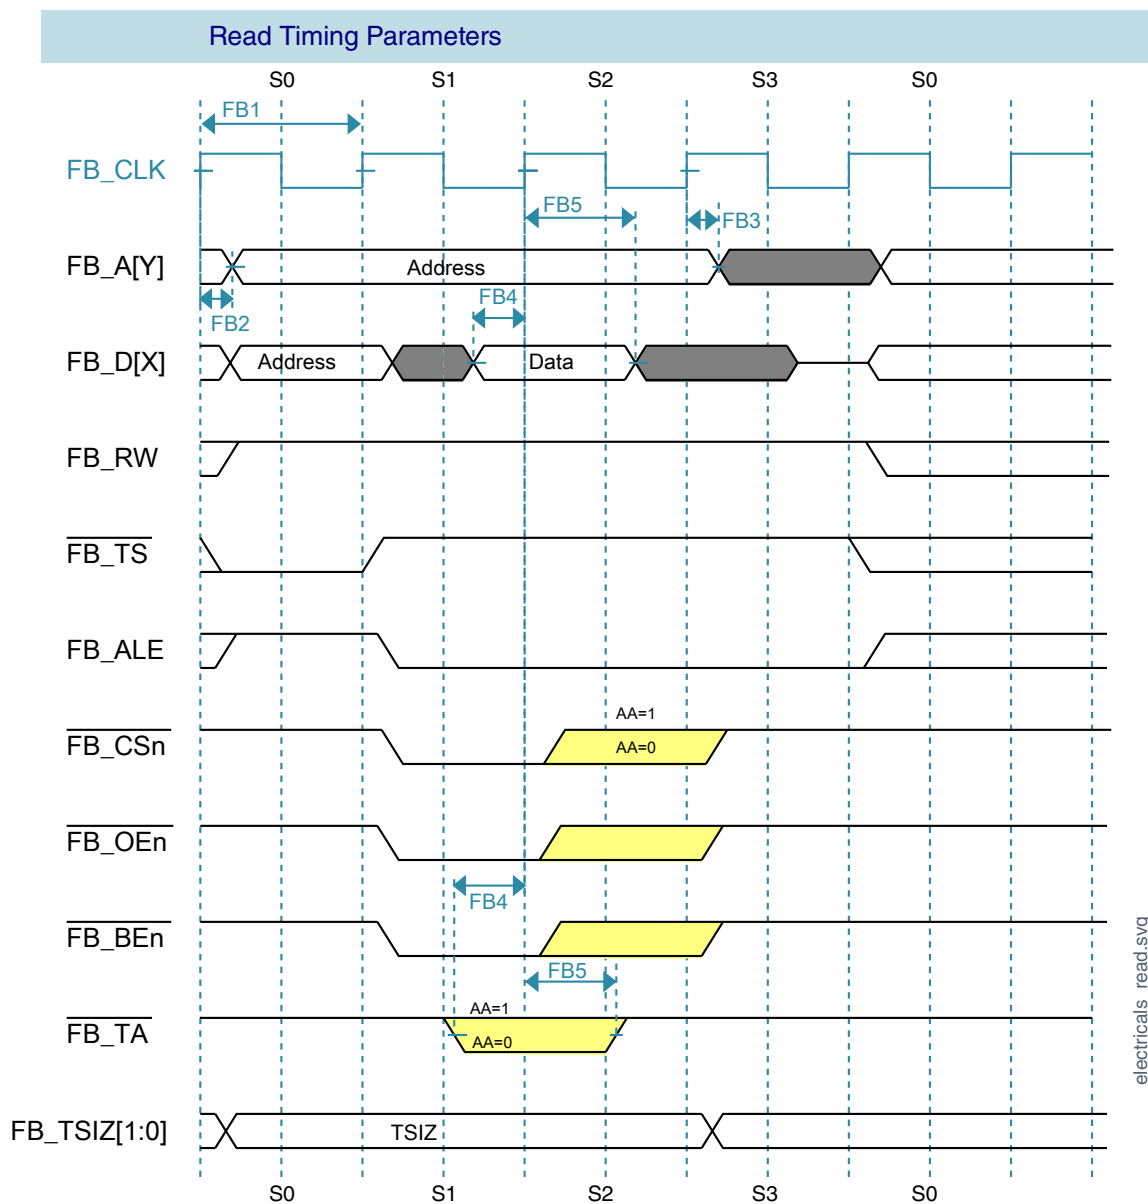 Read Timing Parameters
S0 S1 S2 S3 S0
FB1
FB_CLK
FB5 FB3
FB_A[Y] Address
FB4
FB2
FB_D[X] Address Data
FB_RW
FB_TS
FB_ALE
AA=1
FB_CSn AA=0
FB_OEn
FB4
FB_BEn
FB5
AA=1
FB_TA AA=0
FB_TSIZ[1:0] TSIZ
S0 S1 S2 S3 S0
electricals_read.svg